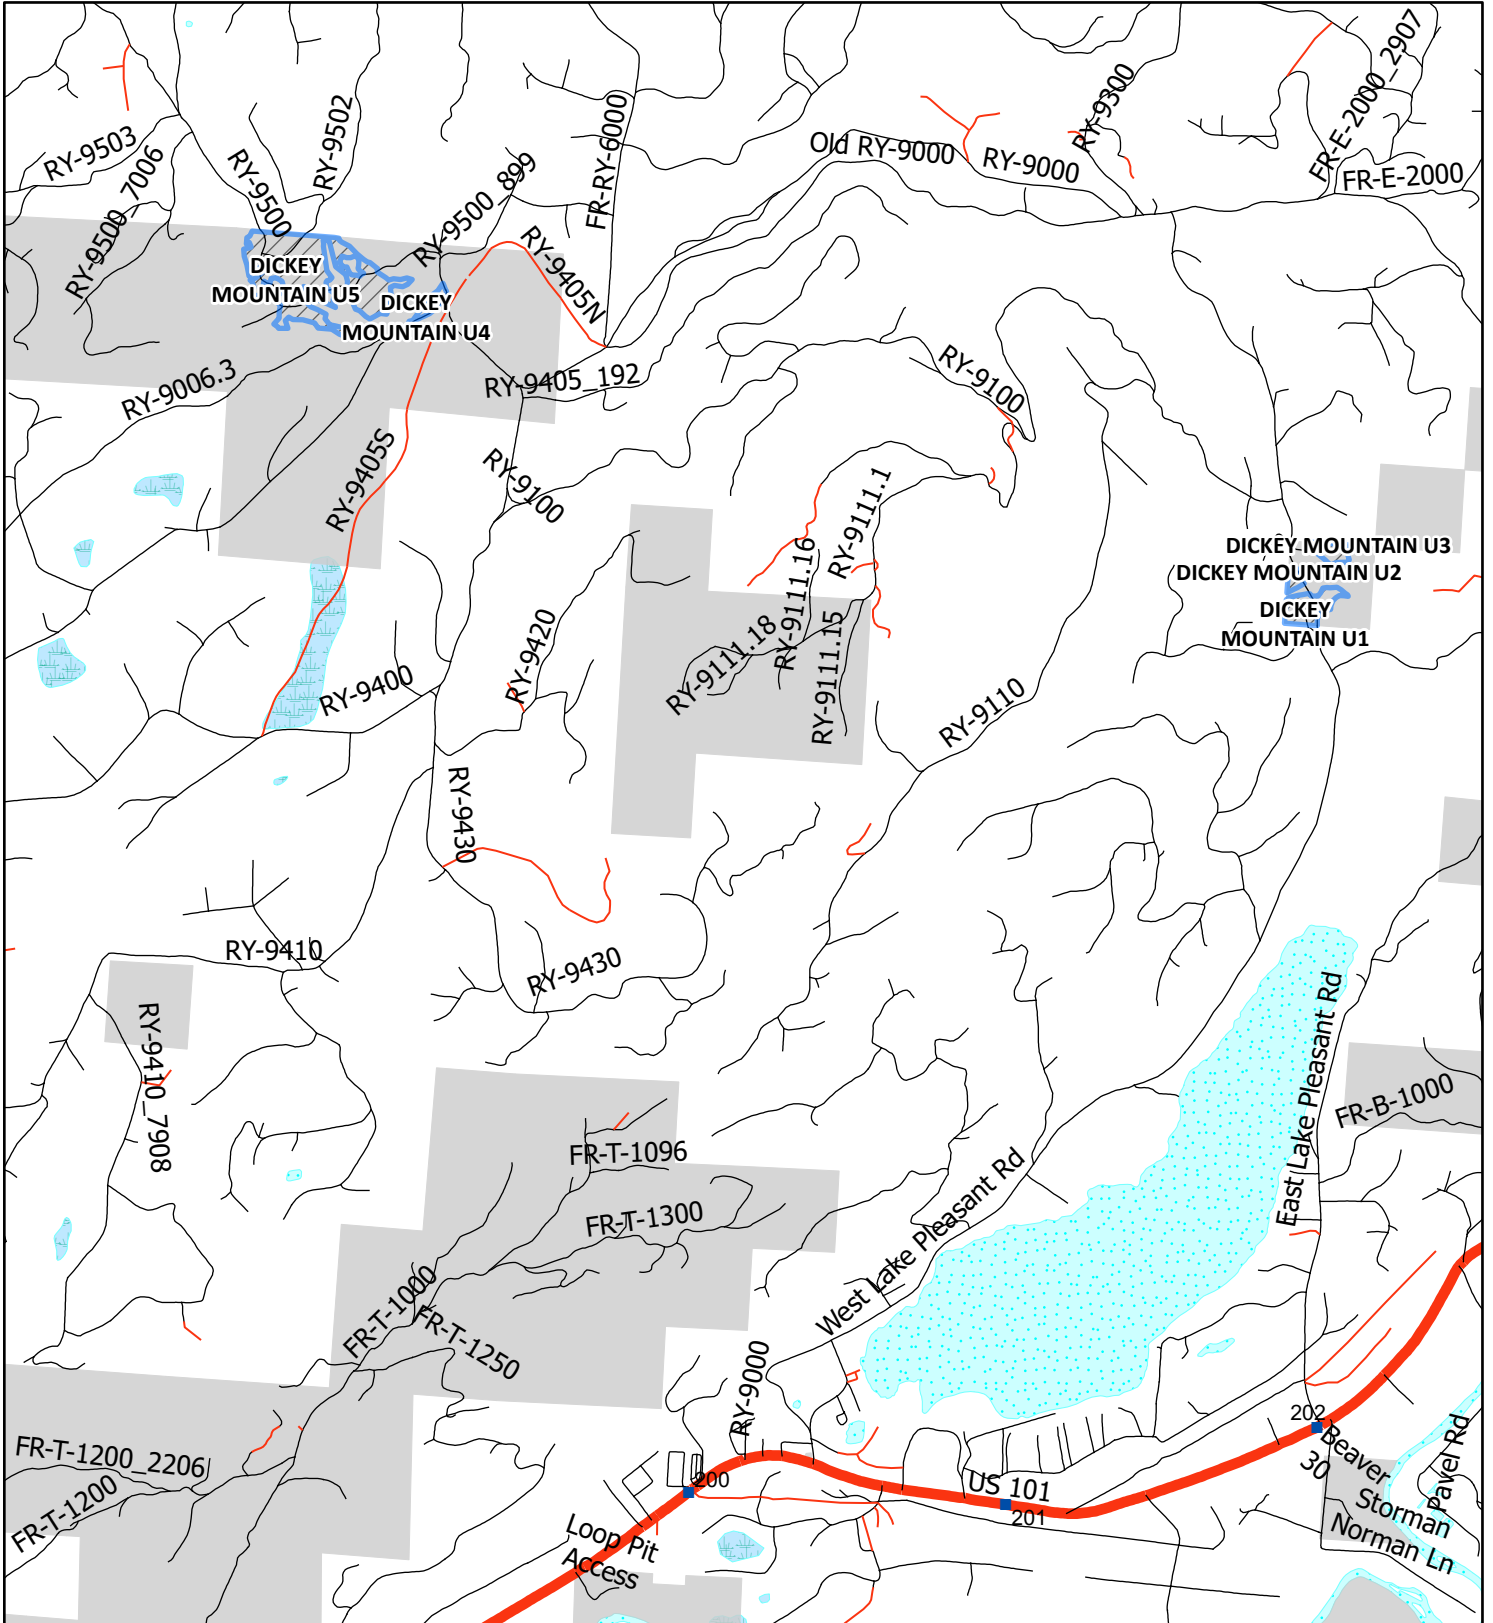 FR-E-2000_2907
RY-9300
RY-9502
FR-RY-6000
RY-9503
Old RY-9000
RY-9000
FR-E-2000
RY-9500_7006
RY-9500
RY-9500_899
RY-9405N
DICKEY
MOUNTAIN U5
DICKEY
MOUNTAIN U4
RY-9006.3
RY-9405_192
RY-9100
RY-9405S
RY-9100
RY-9111.1
RY-9111.16
DICKEY MOUNTAIN U3
DICKEY MOUNTAIN U2
DICKEY
MOUNTAIN U1
RY-9420
RY-9111.18
RY-9111.15
RY-9400
RY-9110
RY-9430
RY-9410
RY-9430
East Lake Pleasant Rd
RY-9410_7908
FR-B-1000
FR-T-1096
West Lake Pleasant Rd
FR-T-1300
FR-T-1000
FR-T-1250
RY-9000
202
Beaver
30
Pavel Rd
FR-T-1200_2206
200
US 101
201
Storman
Norman Ln
FR-T-1200
Loop Pit
Access